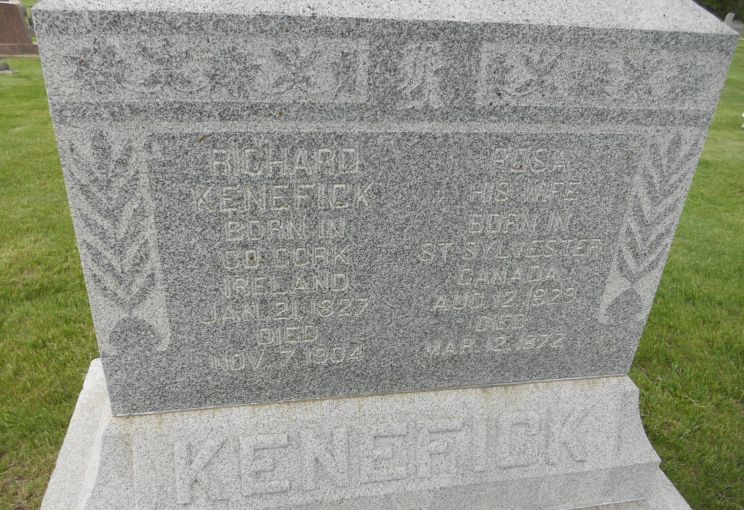 RICHARD
KENEFICK
BORN IN
CO. CORK
IRELAND
JAN. 21, 1827
DIED
NOV. 7, 1904
ROSA
HIS WIFE
BORN IN
ST. SYLVESTER
CANADA
AUG. 12, 1829
DIED
MAR. 12, 1872
KENEFICK